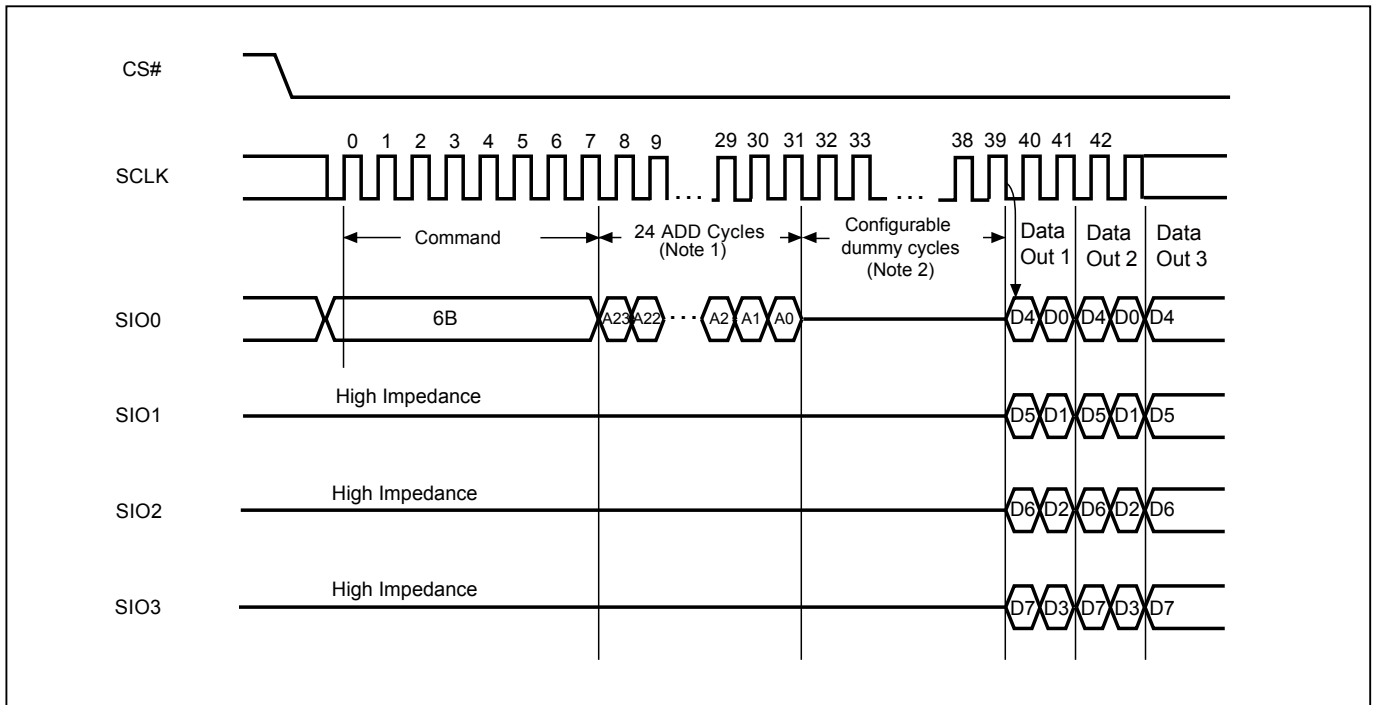 CS#
0 1 2 3 4 5 6 7 8 9 29 30 31 32 33 38 39 40 41 42
SCLK
. . . . . .
Command
24 ADD Cycles
(Note 1)
Configurable
dummy cycles
(Note 2)
Data
Out 1
Data
Out 2
Data
Out 3
SIO0 6B A23 A22 . . . A2 A1 A0 D4 D0 D4 D0 D4
High Impedance
SIO1 D5 D1 D5 D1 D5
High Impedance
SIO2 D6 D2 D6 D2 D6
High Impedance
SIO3 D7 D3 D7 D3 D7